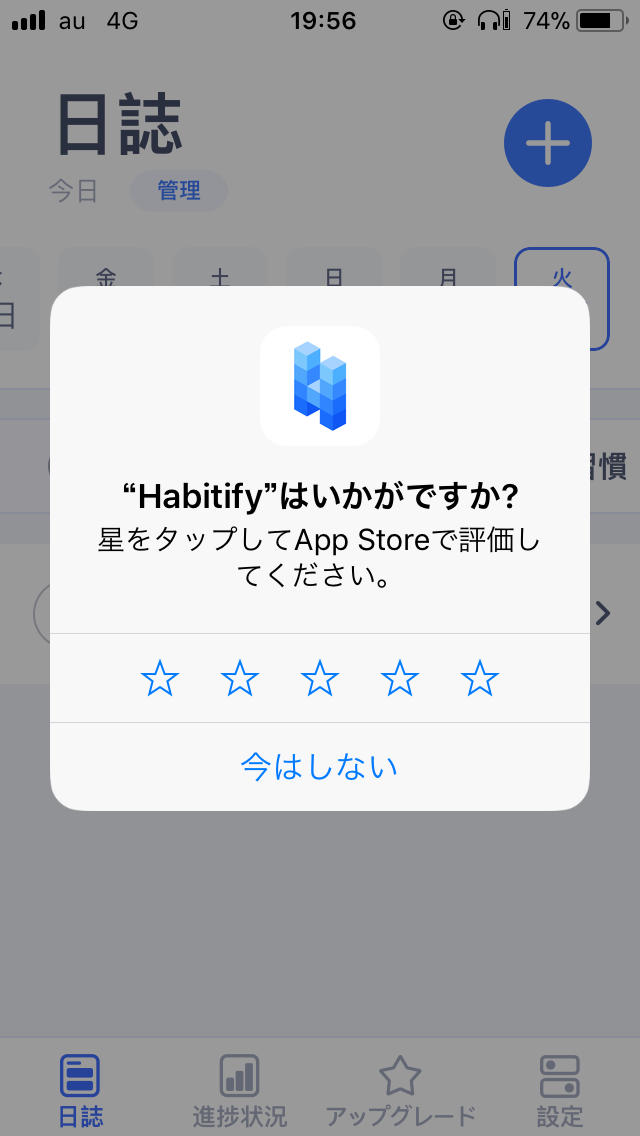 au 4G 19:56 74%
日誌
今日 管理
金 土 日 月 火
日
“Habitify”はいかがですか?
星をタップしてApp Storeで評価し
てください。
慣
今はしない
日誌 進捗状況 アップグレード 設定